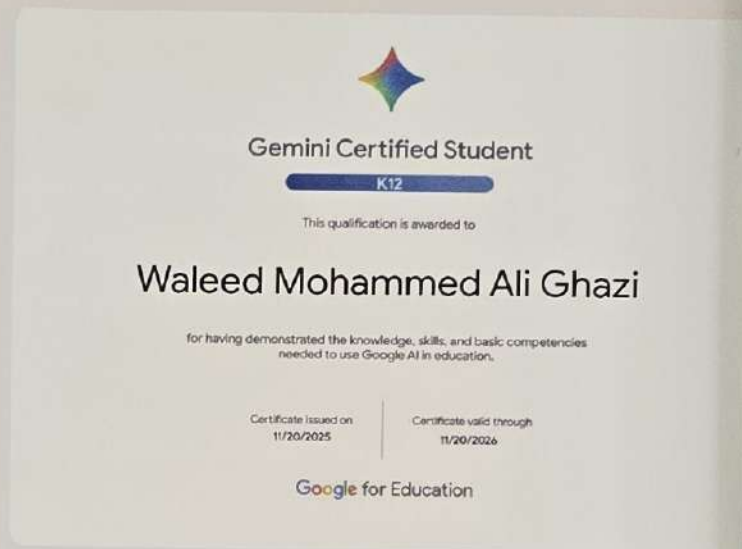 Gemini Certified Student
K12
This qualification is awarded to
Waleed Mohammed Ali Ghazi
for having demonstrated the knowledge, skills, and basic competencies
needed to use Google AI in education.
Certificate issued on
11/20/2025
Certificate valid through
11/20/2026
Google for Education